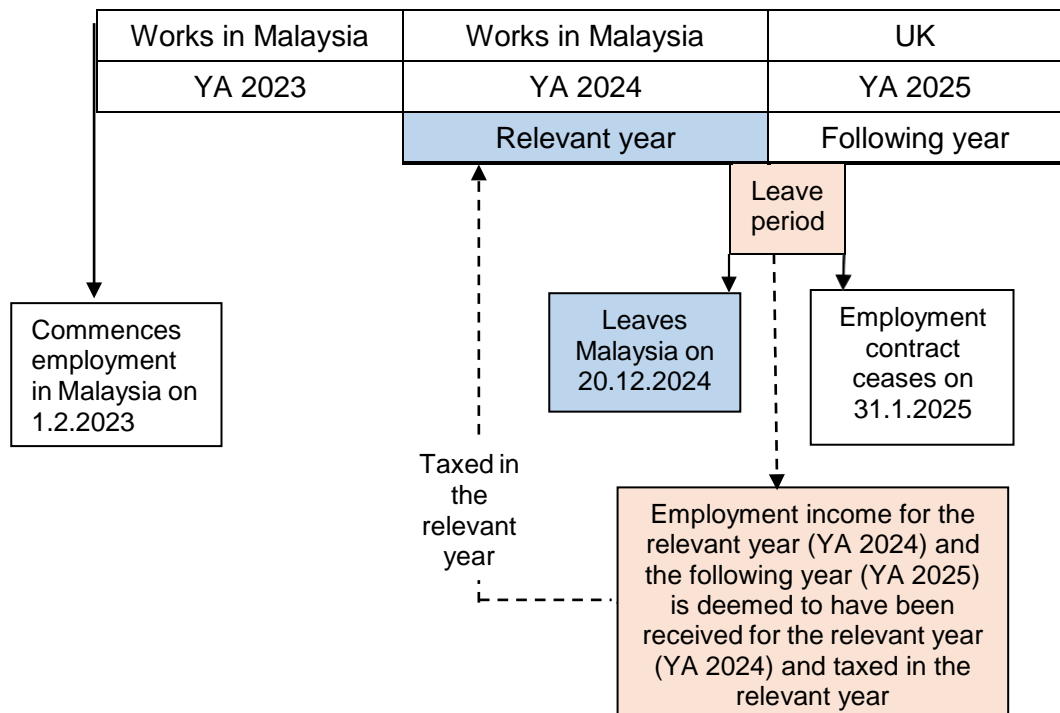 Works in Malaysia
Works in Malaysia
UK
YA 2023
YA 2024
YA 2025
Relevant year
Following year
Leave
period
Commences
employment
in Malaysia on
1.2.2023
Leaves
Malaysia on
20.12.2024
Employment
contract
ceases on
31.1.2025
Taxed in
the
relevant
year
Employment income for the
relevant year (YA 2024) and
the following year (YA 2025)
is deemed to have been
received for the relevant year
(YA 2024) and taxed in the
relevant year